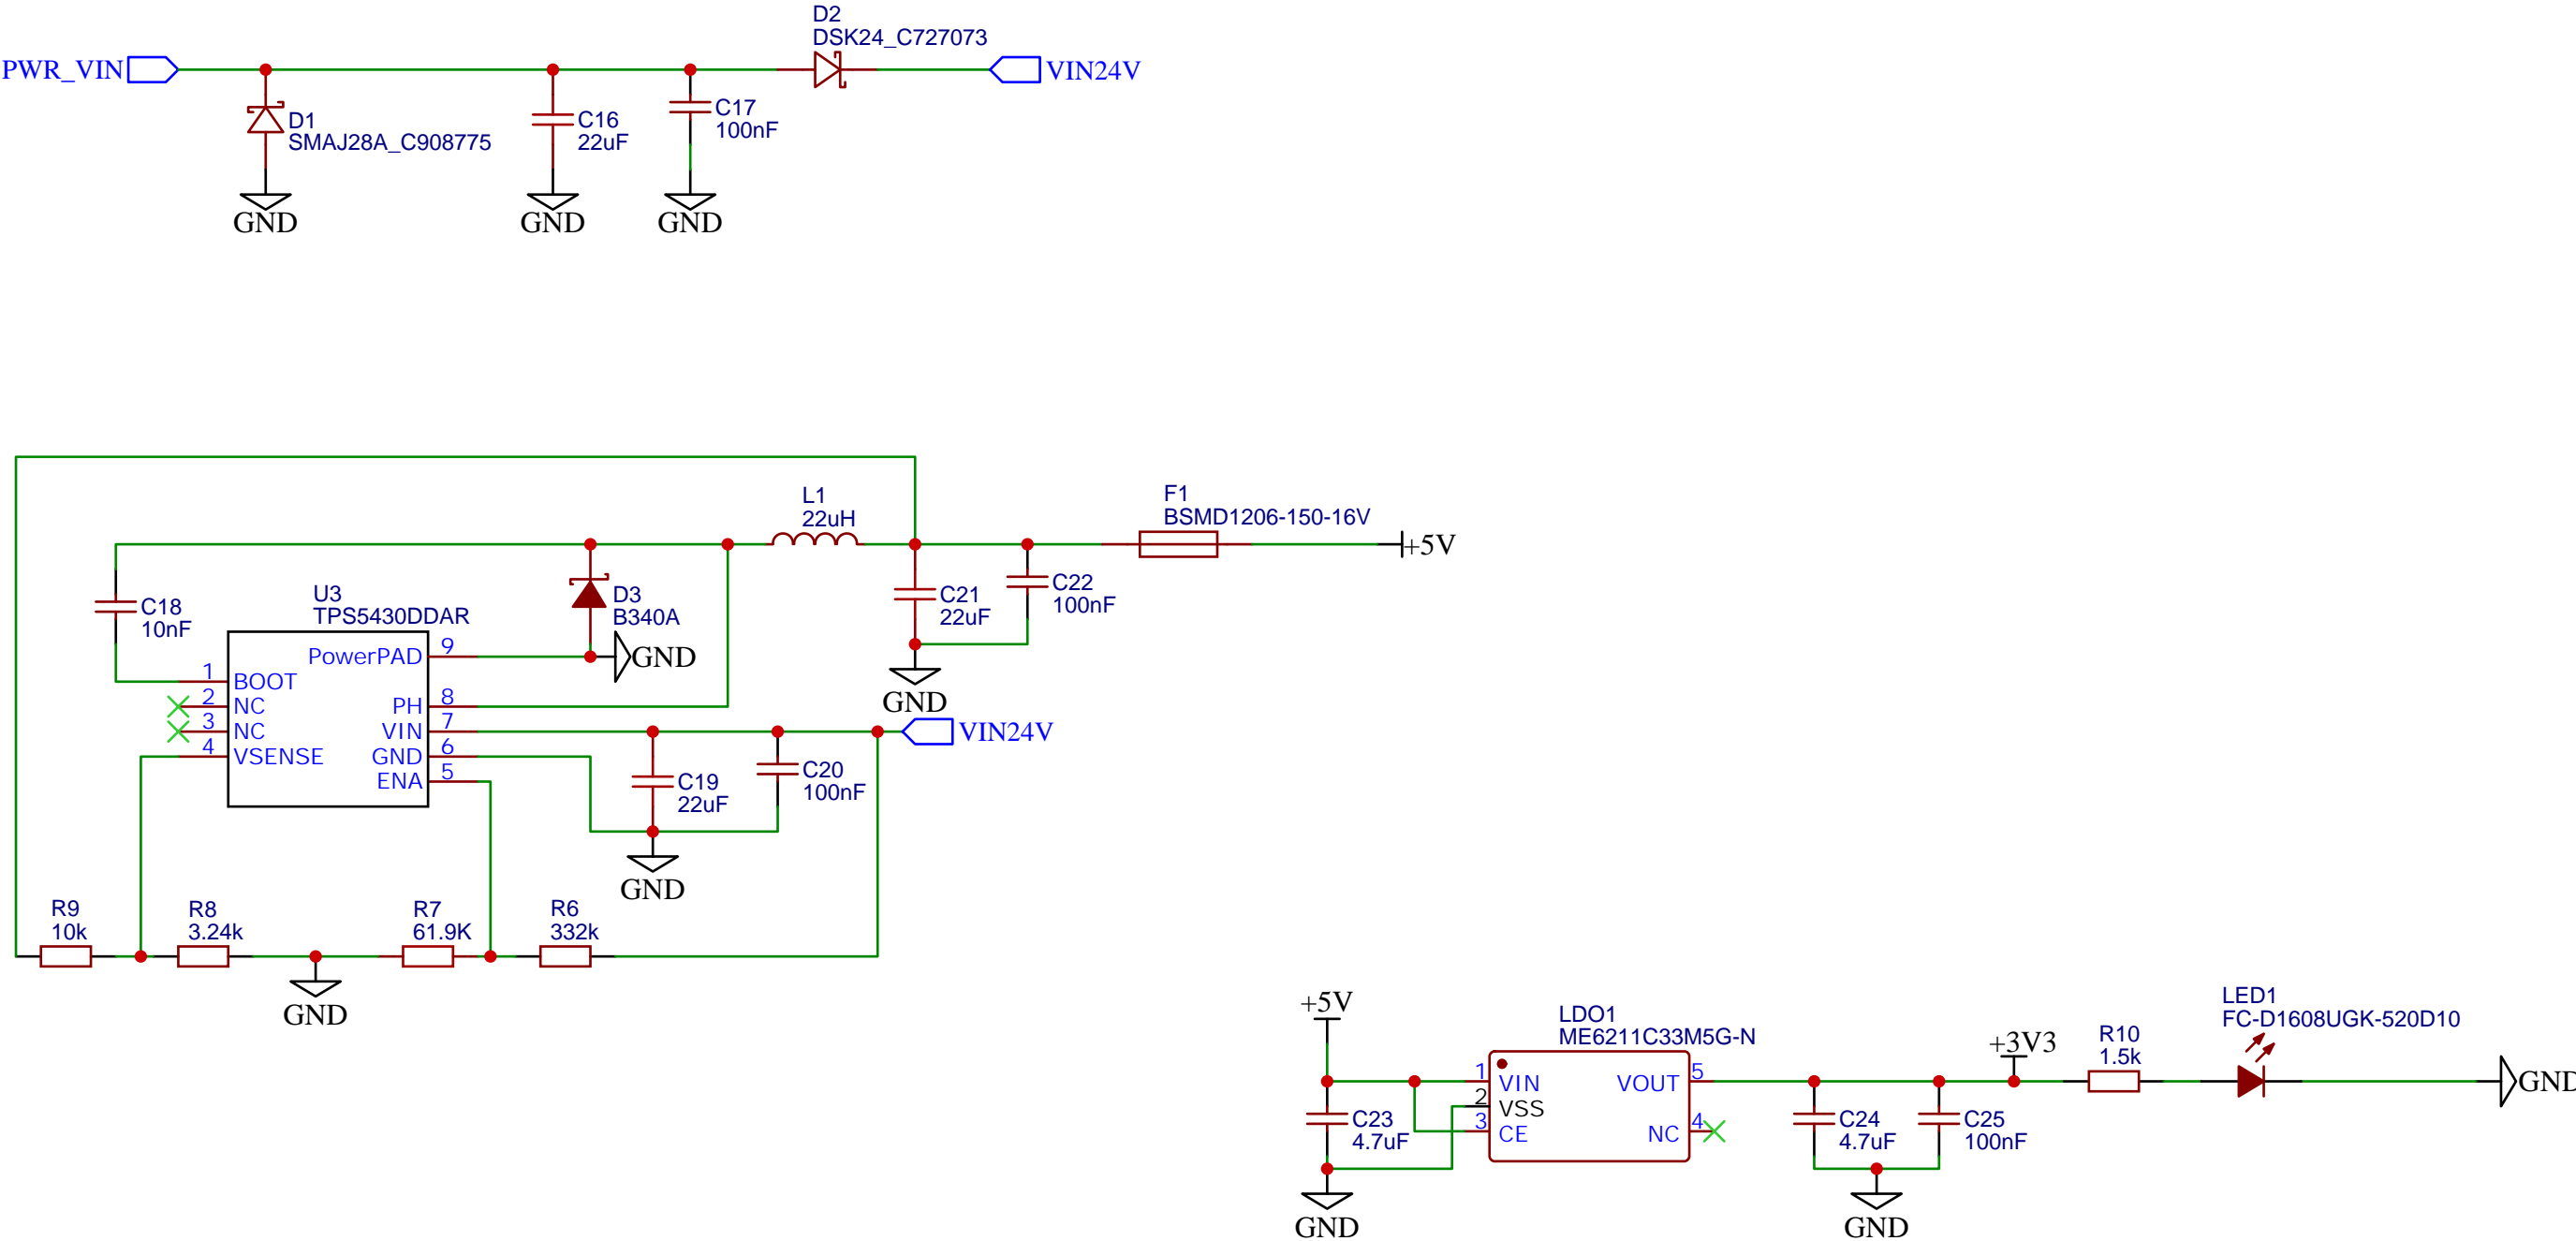 D2
DSK24_C727073
PWR_VIN
VIN24V
D1
SMAJ28A_C908775
C16
22uF
C17
100nF
GND
GND
GND
L1
22uH
F1
BSMD1206-150-16V
+5V
C18
10nF
U3
TPS5430DDAR
D3
B340A
C21
22uF
C22
100nF
PowerPAD 9
GND
1 BOOT
2 NC
3 NC
4 VSENSE
PH 8
VIN 7
GND 6
ENA 5
GND
VIN24V
C19
22uF
C20
100nF
GND
R9
10k
R8
3.24k
R7
61.9K
R6
332k
GND
+5V
LDO1
ME6211C33M5G-N
1 VIN
2 VSS
3 CE
VOUT 5
NC 4
C23
4.7uF
GND
C24
4.7uF
C25
100nF
GND
+3V3
R10
1.5k
LED1
FC-D1608UGK-520D10
GND